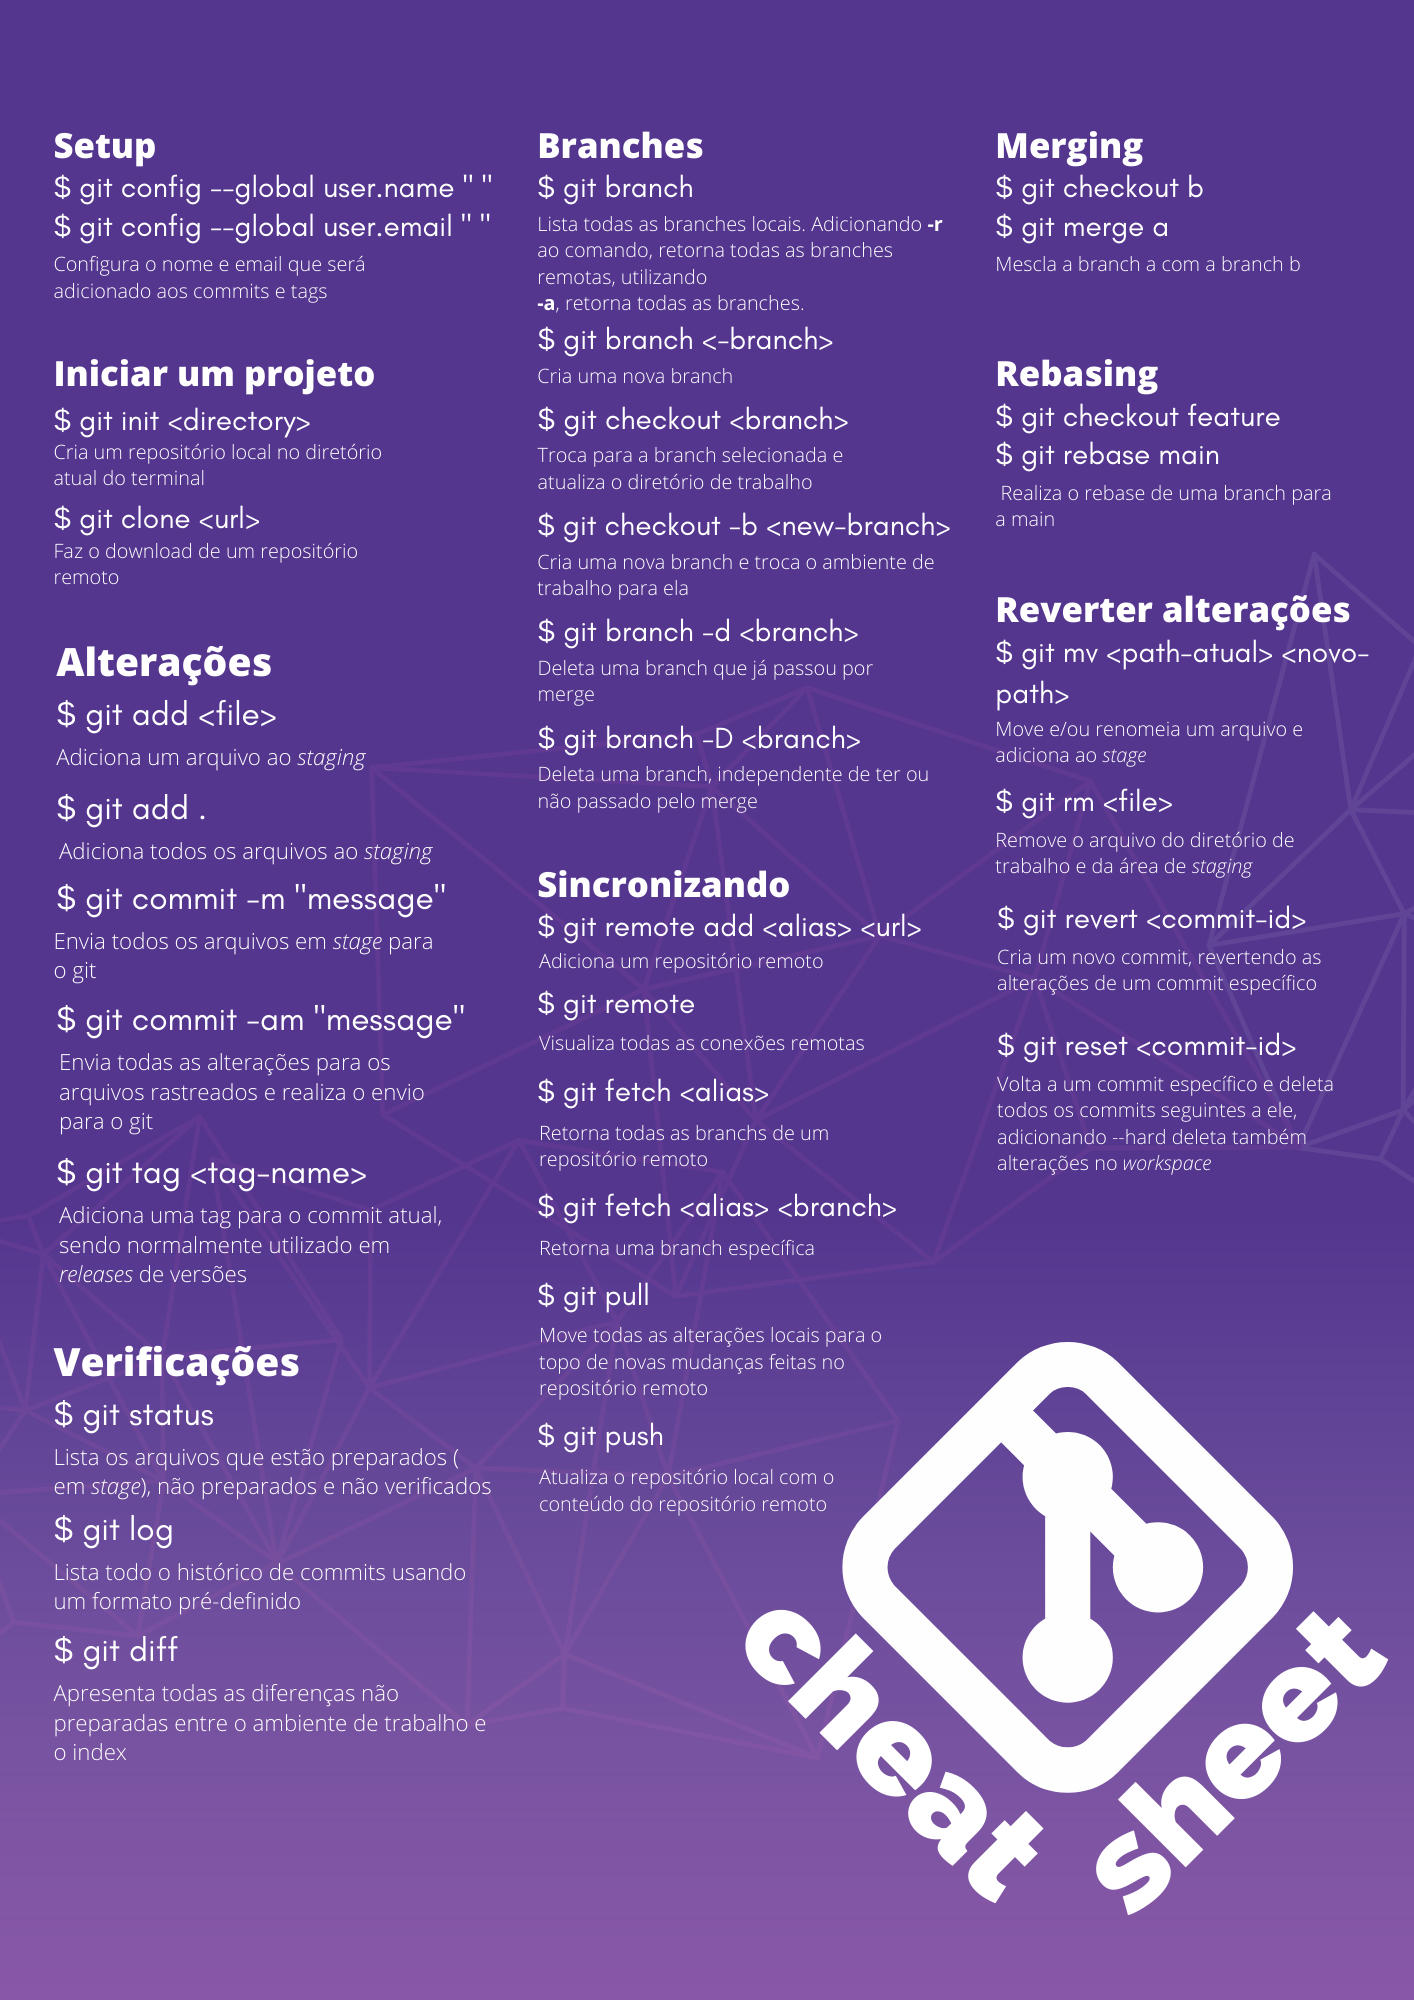 Setup
$ git config --global user.name " "
$ git config --global user.email " "
Configura o nome e email que será
adicionado aos commits e tags
Iniciar um projeto
$ git init <directory>
Cria um repositório local no diretório
atual do terminal
$ git clone <url>
Faz o download de um repositório
remoto
Alterações
$ git add <file>
Adiciona um arquivo ao staging
$ git add .
Adiciona todos os arquivos ao staging
$ git commit -m "message"
Envia todos os arquivos em stage para
o git
$ git commit -am "message"
Envia todas as alterações para os
arquivos rastreados e realiza o envio
para o git
$ git tag <tag-name>
Adiciona uma tag para o commit atual,
sendo normalmente utilizado em
releases de versões
Verificações
$ git status
Lista os arquivos que estão preparados (
em stage), não preparados e não verificados
$ git log
Lista todo o histórico de commits usando
um formato pré-definido
$ git diff
Apresenta todas as diferenças não
preparadas entre o ambiente de trabalho e
o index
Branches
$ git branch
Lista todas as branches locais. Adicionando -r
ao comando, retorna todas as branches
remotas, utilizando
-a, retorna todas as branches.
$ git branch <-branch>
Cria uma nova branch
$ git checkout <branch>
Troca para a branch selecionada e
atualiza o diretório de trabalho
$ git checkout -b <new-branch>
Cria uma nova branch e troca o ambiente de
trabalho para ela
$ git branch -d <branch>
Deleta uma branch que já passou por
merge
$ git branch -D <branch>
Deleta uma branch, independente de ter ou
não passado pelo merge
Sincronizando
$ git remote add <alias> <url>
Adiciona um repositório remoto
$ git remote
Visualiza todas as conexões remotas
$ git fetch <alias>
Retorna todas as branchs de um
repositório remoto
$ git fetch <alias> <branch>
Retorna uma branch específica
$ git pull
Move todas as alterações locais para o
topo de novas mudanças feitas no
repositório remoto
$ git push
Atualiza o repositório local com o
conteúdo do repositório remoto
Merging
$ git checkout b
$ git merge a
Mescla a branch a com a branch b
Rebasing
$ git checkout feature
$ git rebase main
Realiza o rebase de uma branch para
a main
Reverter alterações
$ git mv <path-atual> <novo-
path>
Move e/ou renomeia um arquivo e
adiciona ao stage
$ git rm <file>
Remove o arquivo do diretório de
trabalho e da área de staging
$ git revert <commit-id>
Cria um novo commit, revertendo as
alterações de um commit específico
$ git reset <commit-id>
Volta a um commit específico e deleta
todos os commits seguintes a ele,
adicionando --hard deleta também
alterações no workspace
cheat sheet